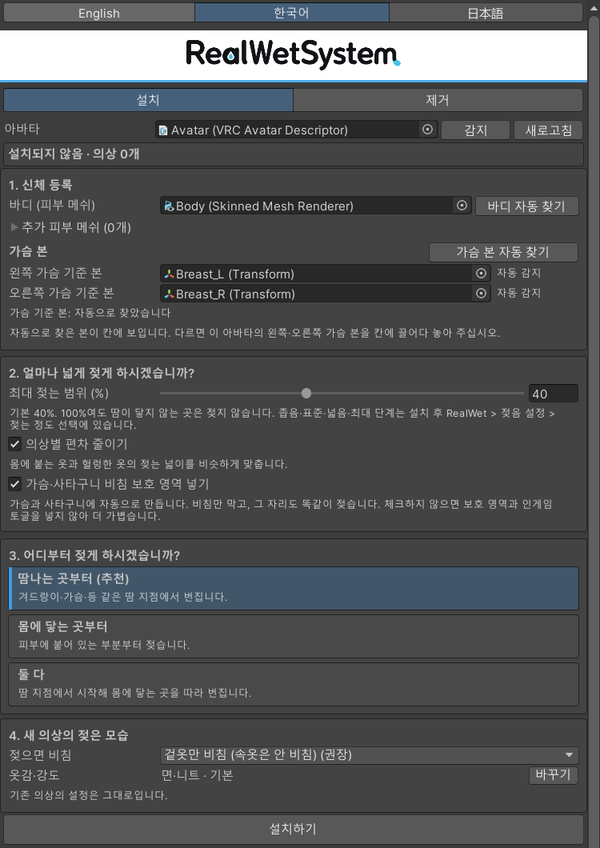 English
한국어
日本語
RealWetSystem
설치
제거
아바타
Avatar (VRC Avatar Descriptor)
감지
새로고침
설치되지 않음 · 의상 0개
1. 신체 등록
바디 (피부 메쉬)
Body (Skinned Mesh Renderer)
바디 자동 찾기
추가 피부 메쉬 (0개)
가슴 본
가슴 본 자동 찾기
왼쪽 가슴 기준 본
Breast_L (Transform)
자동 감지
오른쪽 가슴 기준 본
Breast_R (Transform)
자동 감지
가슴 기준 본: 자동으로 찾았습니다
자동으로 찾은 본이 칸에 보입니다. 다르면 이 아바타의 왼쪽·오른쪽 가슴 본을 칸에 끌어다 놓아 주십시오.
2. 얼마나 넓게 젖게 하시겠습니까?
최대 젖는 범위 (%)
40
기본 40%. 100%여도 땀이 닿지 않는 곳은 젖지 않습니다. 좁음·표준·넓음·최대 단계는 설치 후 RealWet > 젖음 설정 >
젖는 정도 선택에 있습니다.
의상별 편차 줄이기
몸에 붙는 옷과 헐렁한 옷의 젖는 넓이를 비슷하게 맞춥니다.
가슴·사타구니 비침 보호 영역 넣기
가슴과 사타구니에 자동으로 만듭니다. 비침만 막고, 그 자리도 똑같이 젖습니다. 체크하지 않으면 보호 영역과 인게임
토글을 넣지 않아 더 가볍습니다.
3. 어디부터 젖게 하시겠습니까?
땀나는 곳부터 (추천)
겨드랑이·가슴·등 같은 땀 지점에서 번집니다.
몸에 닿는 곳부터
피부에 붙어 있는 부분부터 젖습니다.
둘 다
땀 지점에서 시작해 몸에 닿는 곳을 따라 번집니다.
4. 새 의상의 젖은 모습
젖으면 비침
겉옷만 비침 (속옷은 안 비침) (권장)
옷감·강도
면·니트 · 기본
바꾸기
기존 의상의 설정은 그대로입니다.
설치하기